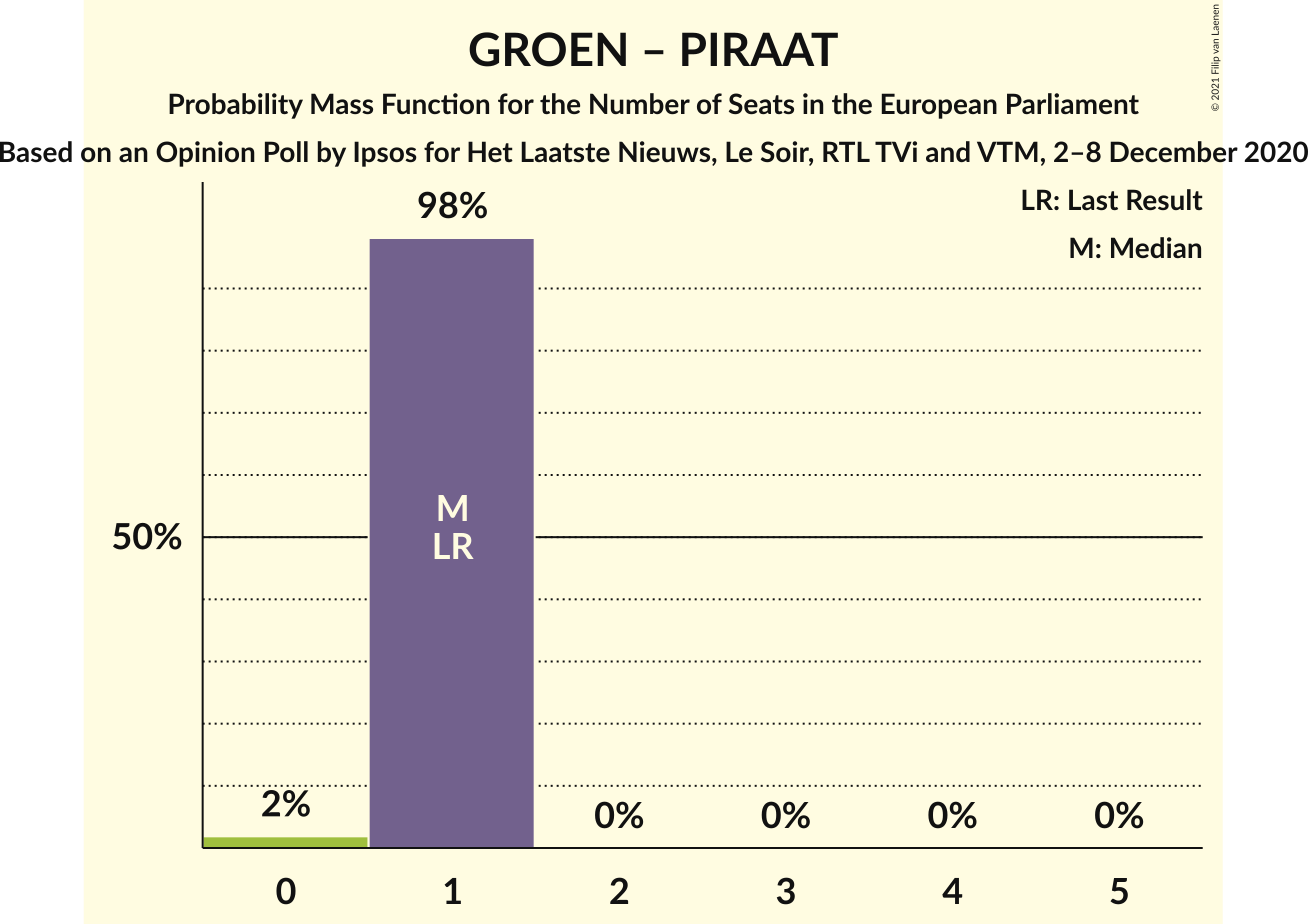 GROEN – PIRAAT
Probability Mass Function for the Number of Seats in the European Parliament
Based on an Opinion Poll by Ipsos for Het Laatste Nieuws, Le Soir, RTL TVi and VTM, 2–8 December 2020
© 2021 Filip van Laenen
LR: Last Result
M: Median
98%
M
LR
50%
2%
0%
0%
0%
0%
0
1
2
3
4
5